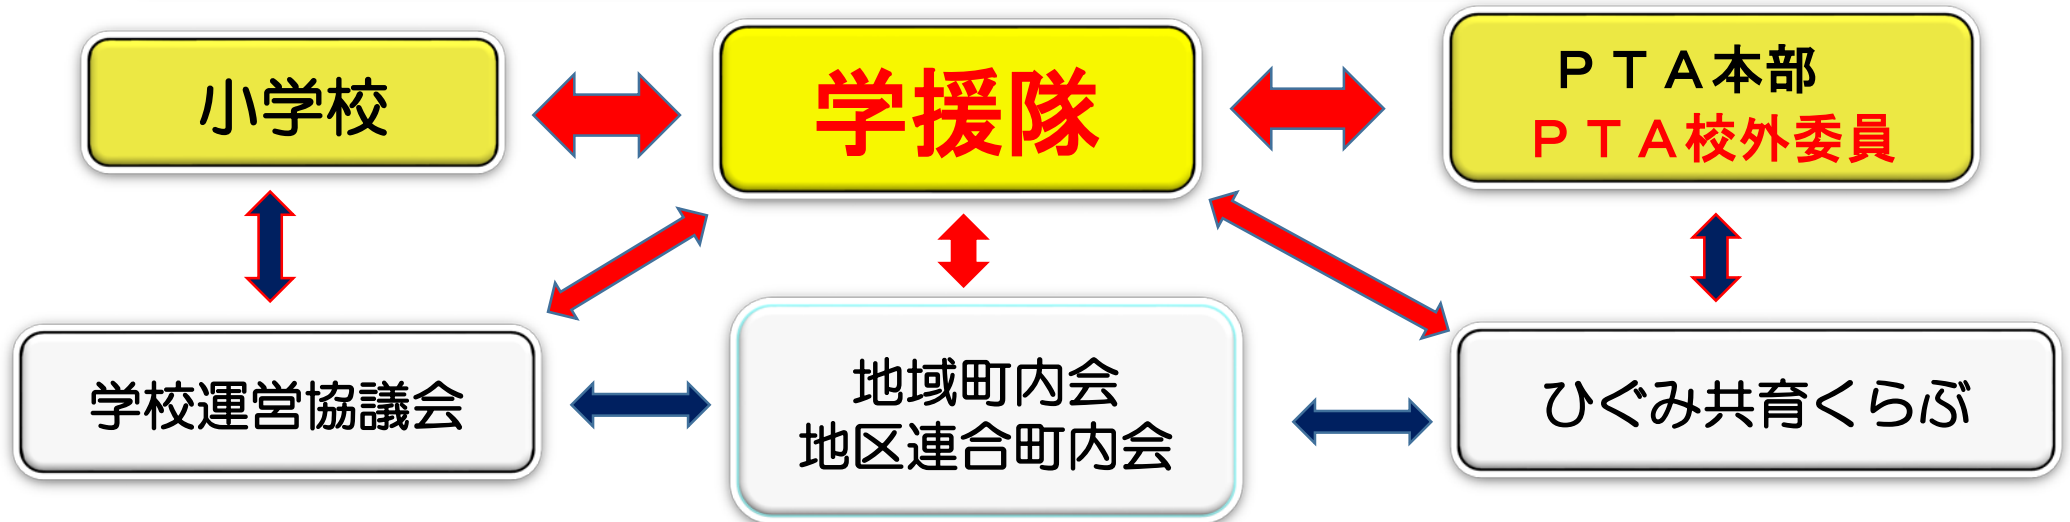 小学校
学援隊
ＰＴＡ本部
ＰＴＡ校外委員
学校運営協議会
地域町内会
地区連合町内会
ひぐみ共育くらぶ